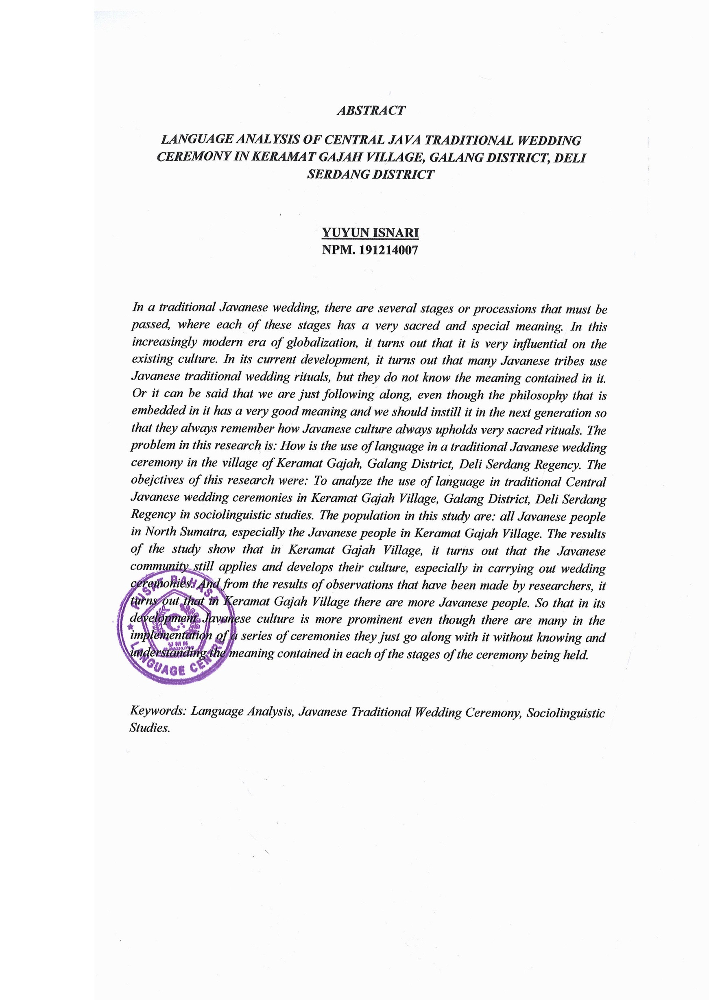 ABSTRACT
LANGUAGE ANALYSIS OF CENTRAL JAVA TRADITIONAL WEDDING
CEREMONY IN KERAMAT GAJAH VILLAGE, GALANG DISTRICT, DELI
SERDANG DISTRICT
YUYUN ISNARI
NPM. 191214007
In a traditional Javanese wedding, there are several stages or processions that must be
passed, where each of these stages has a very sacred and special meaning. In this
increasingly modern era of globalization, it turns out that it is very influential on the
existing culture. In its current development, it turns out that many Javanese tribes use
Javanese traditional wedding rituals, but they do not know the meaning contained in it.
Or it can be said that we are just following along, even though the philosophy that is
embedded in it has a very good meaning and we should instill it in the next generation so
that they always remember how Javanese culture always upholds very sacred rituals. The
problem in this research is: How is the use of language in a traditional Javanese wedding
ceremony in the village of Keramat Gajah, Galang District, Deli Serdang Regency. The
obejctives of this research were: To analyze the use of language in traditional Central
Javanese wedding ceremonies in Keramat Gajah Village, Galang District, Deli Serdang
Regency in sociolinguistic studies. The population in this study are: all Javanese people
in North Sumatra, especially the Javanese people in Keramat Gajah Village. The results
of the study show that in Keramat Gajah Village, it turns out that the Javanese
community still applies and develops their culture, especially in carrying out wedding
ceremonies. And from the results of observations that have been made by researchers, it
turns out that in Keramat Gajah Village there are more Javanese people. So that in its
development Javanese culture is more prominent even though there are many in the
implementation of a series of ceremonies they just go along with it without knowing and
understanding the meaning contained in each of the stages of the ceremony being held.
PUSAT BAHASA
UMN
AL WASHLIYAH
LANGUAGE CENTRE
Keywords: Language Analysis, Javanese Traditional Wedding Ceremony, Sociolinguistic
Studies.